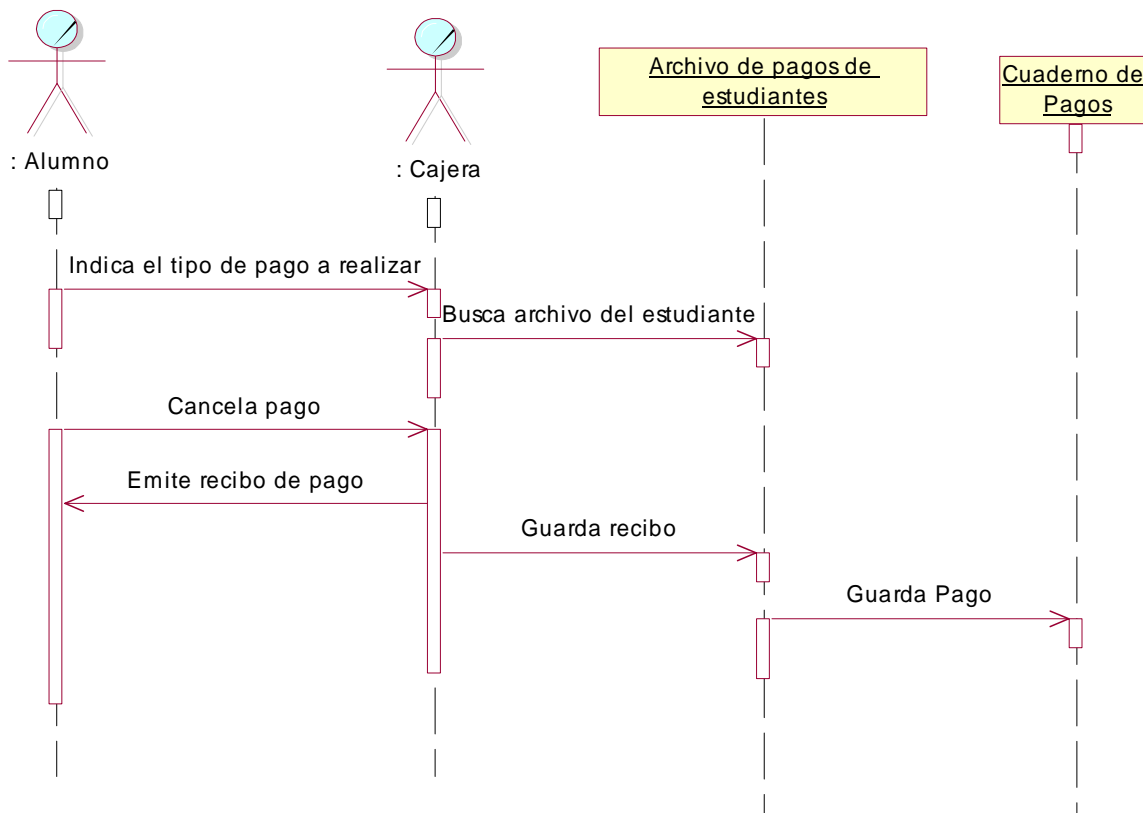 Archivo de pagos de
estudiantes
Cuaderno de
Pagos
: Alumno
: Cajera
Indica el tipo de pago a realizar
Busca archivo del estudiante
Cancela pago
Emite recibo de pago
Guarda recibo
Guarda Pago